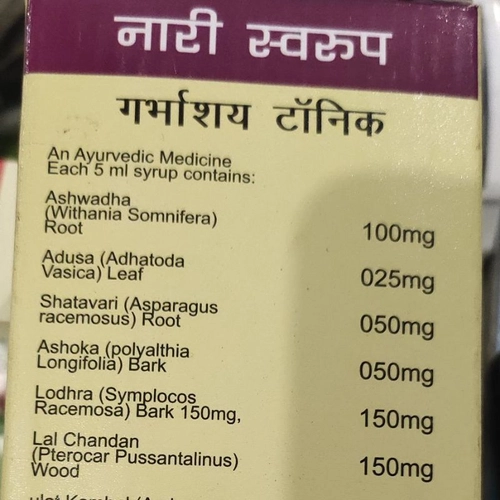 नारी स्वरुप
गर्भाशय टॉनिक
An Ayurvedic Medicine
Each 5 ml syrup contains:
Ashwadha
(Withania Somnifera)
Root 100mg
Adusa (Adhatoda
Vasica) Leaf 025mg
Shatavari (Asparagus
racemosus) Root 050mg
Ashoka (polyalthia
Longifolia) Bark 050mg
Lodhra (Symplocos
Racemosa) Bark 150mg, 150mg
Lal Chandan
(Pterocar Pussantalinus) 150mg
Wood